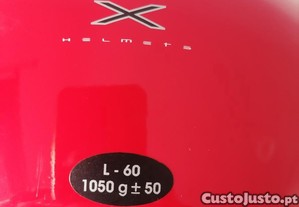 X
HELMETS
L - 60
1050 g ± 50
CustoJusto.pt